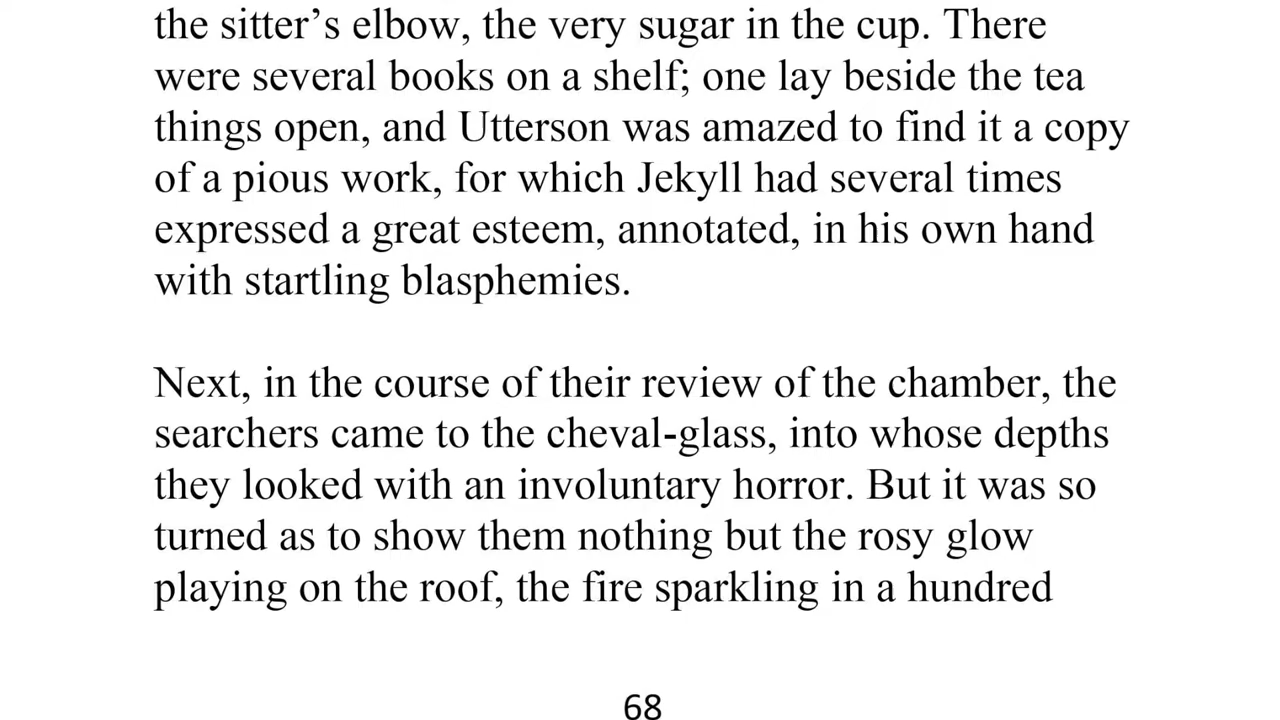 the sitter’s elbow, the very sugar in the cup. There
were several books on a shelf; one lay beside the tea
things open, and Utterson was amazed to find it a copy
of a pious work, for which Jekyll had several times
expressed a great esteem, annotated, in his own hand
with startling blasphemies.
Next, in the course of their review of the chamber, the
searchers came to the cheval-glass, into whose depths
they looked with an involuntary horror. But it was so
turned as to show them nothing but the rosy glow
playing on the roof, the fire sparkling in a hundred
68